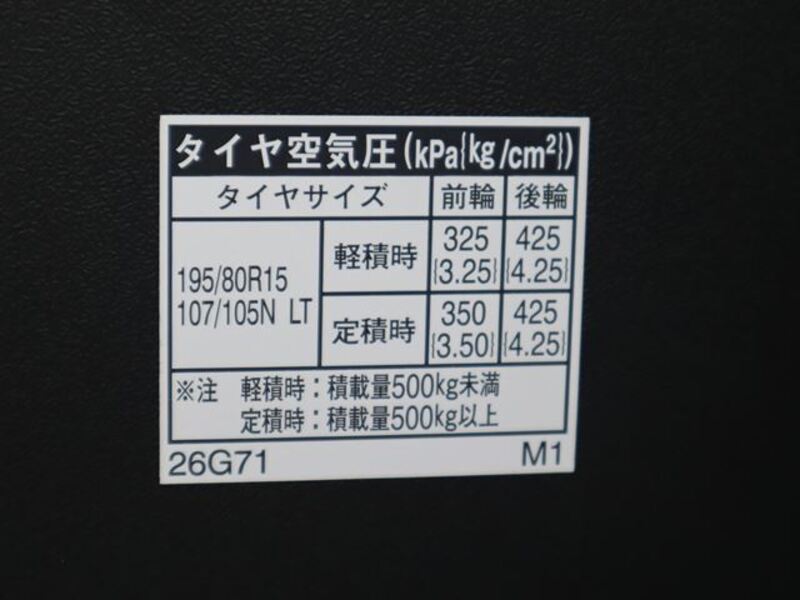 タイヤ空気圧(kPa{kg/cm²})
タイヤサイズ 前輪 後輪
195/80R15
107/105N LT
軽積時 325 425
{3.25} {4.25}
定積時 350 425
{3.50} {4.25}
※注 軽積時：積載量500kg未満
定積時：積載量500kg以上
26G71 M1